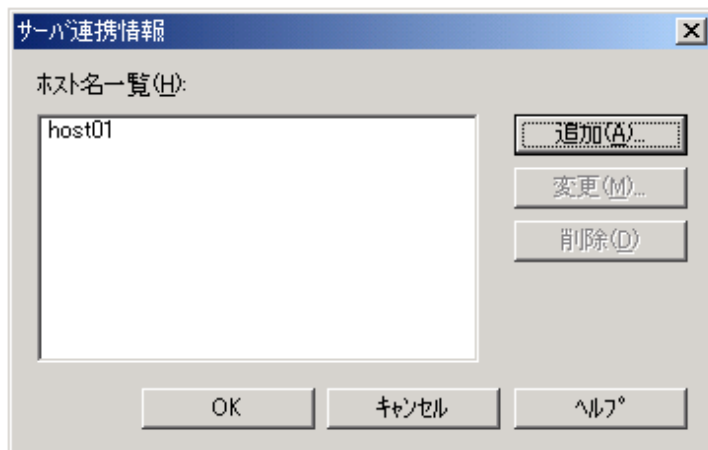 サーバ連携情報
ホスト名一覧(H):
host01
追加(A)...
変更(M)...
削除(D)
OK
キャンセル
ヘルプ